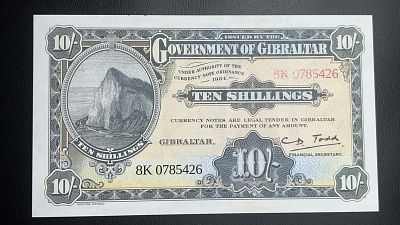 10/-
ISSUED BY THE
10/-
GOVERNMENT OF GIBRALTAR
UNDER AUTHORITY OF THE
CURRENCY NOTE ORDINANCE
1934.
8K 0785426
TEN SHILLINGS
CURRENCY NOTES ARE LEGAL TENDER IN GIBRALTAR
FOR THE PAYMENT OF ANY AMOUNT.
GIBRALTAR.
TEN SHILLINGS
10/-
FINANCIAL SECRETARY.
8K 0785426
10/-
10/-